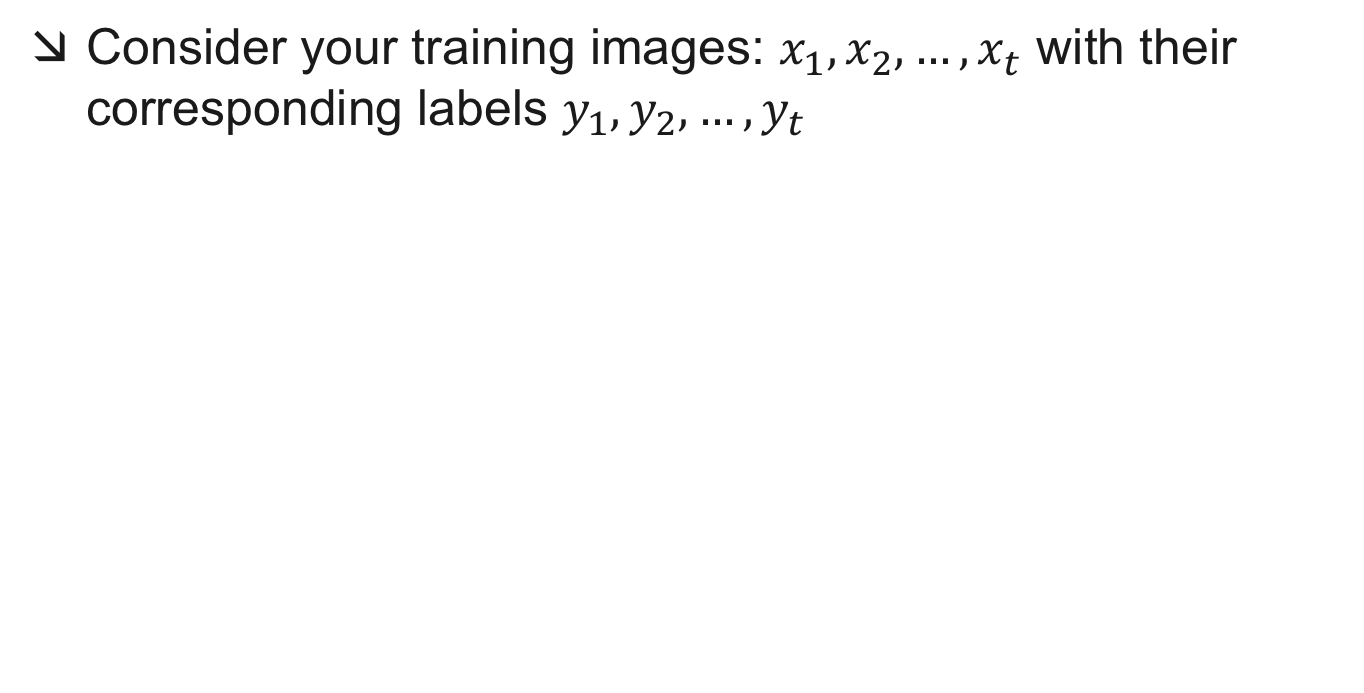 ↘ Consider your training images: x₁, x₂, … , xₜ with their
corresponding labels y₁, y₂, … , yₜ